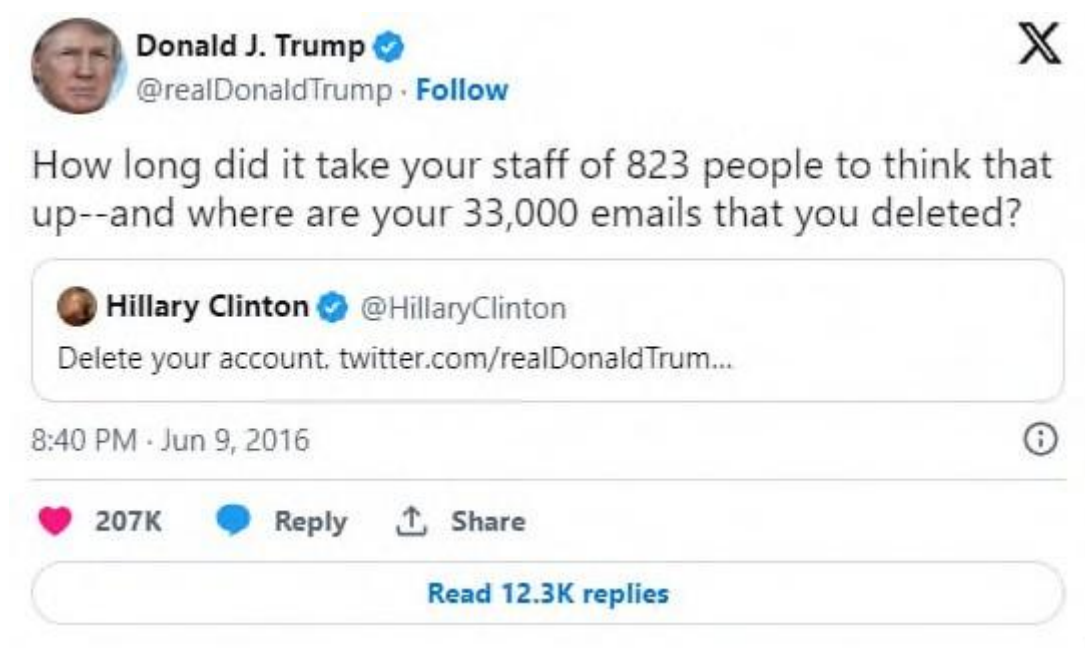 Donald J. Trump
@realDonaldTrump · Follow
How long did it take your staff of 823 people to think that
up--and where are your 33,000 emails that you deleted?
Hillary Clinton @HillaryClinton
Delete your account. twitter.com/realDonaldTrum...
8:40 PM · Jun 9, 2016
207K Reply Share
Read 12.3K replies